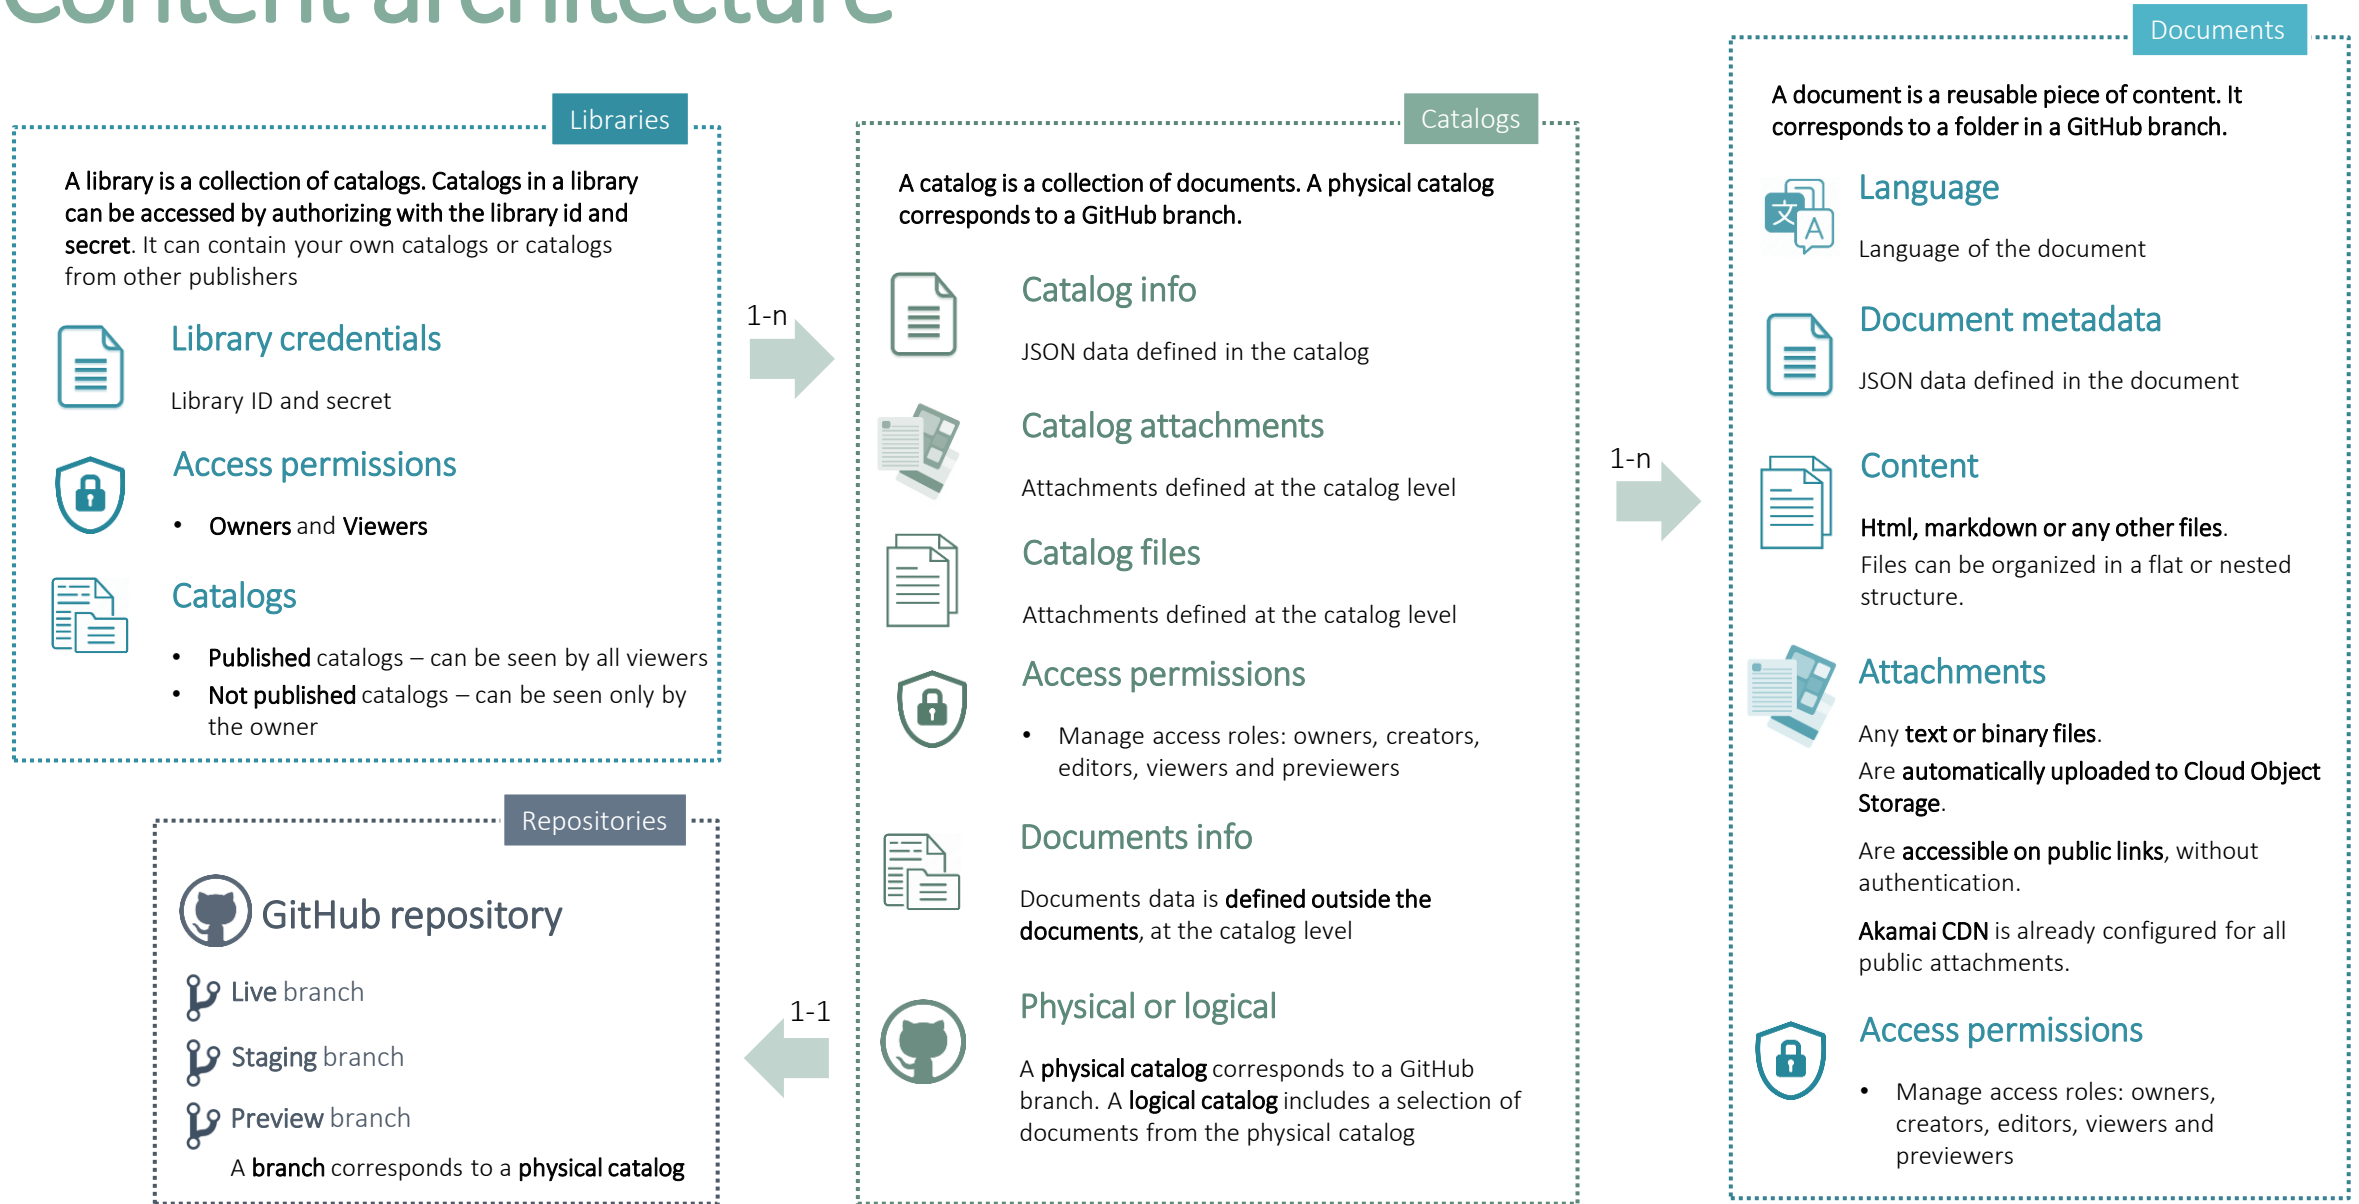 Content architecture
Libraries
A library is a collection of catalogs. Catalogs in a library
can be accessed by authorizing with the library id and
secret. It can contain your own catalogs or catalogs
from other publishers
Library credentials
Library ID and secret
Access permissions
• Owners and Viewers
Catalogs
• Published catalogs – can be seen by all viewers
• Not published catalogs – can be seen only by
the owner
Repositories
GitHub repository
Live branch
Staging branch
Preview branch
A branch corresponds to a physical catalog
1-n
1-1
Catalogs
A catalog is a collection of documents. A physical catalog
corresponds to a GitHub branch.
Catalog info
JSON data defined in the catalog
Catalog attachments
Attachments defined at the catalog level
Catalog files
Attachments defined at the catalog level
Access permissions
• Manage access roles: owners, creators,
editors, viewers and previewers
Documents info
Documents data is defined outside the
documents, at the catalog level
Physical or logical
A physical catalog corresponds to a GitHub
branch. A logical catalog includes a selection of
documents from the physical catalog
1-n
Documents
A document is a reusable piece of content. It
corresponds to a folder in a GitHub branch.
文 A
Language
Language of the document
Document metadata
JSON data defined in the document
Content
Html, markdown or any other files.
Files can be organized in a flat or nested
structure.
Attachments
Any text or binary files.
Are automatically uploaded to Cloud Object
Storage.
Are accessible on public links, without
authentication.
Akamai CDN is already configured for all
public attachments.
Access permissions
• Manage access roles: owners,
creators, editors, viewers and
previewers